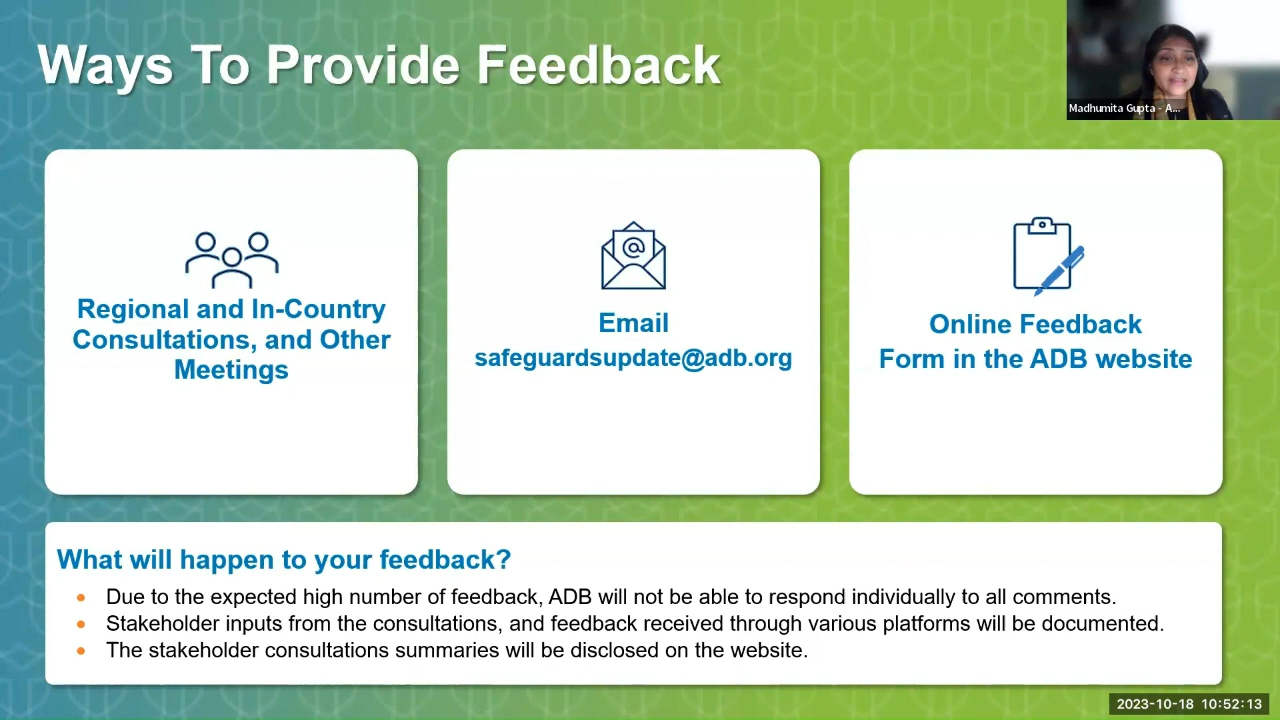 Ways To Provide Feedback
Madhumita Gupta - A...
Regional and In-Country
Consultations, and Other
Meetings
@
Email
safeguardsupdate@adb.org
Online Feedback
Form in the ADB website
What will happen to your feedback?
• Due to the expected high number of feedback, ADB will not be able to respond individually to all comments.
• Stakeholder inputs from the consultations, and feedback received through various platforms will be documented.
• The stakeholder consultations summaries will be disclosed on the website.
2023-10-18 10:52:13